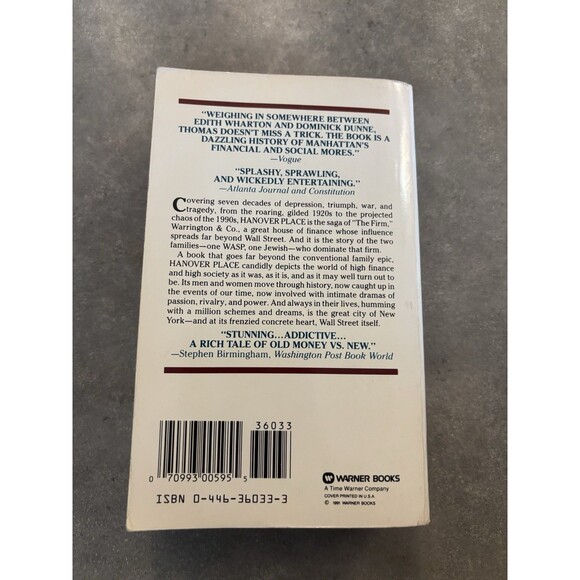 "WEIGHING IN SOMEWHERE BETWEEN
EDITH WHARTON AND DOMINICK DUNNE,
THOMAS DOESN'T MISS A TRICK. THE BOOK IS A
DAZZLING HISTORY OF MANHATTAN'S
FINANCIAL AND SOCIAL MORES."
—Vogue
"SPLASHY, SPRAWLING,
AND WICKEDLY ENTERTAINING."
—Atlanta Journal and Constitution
Covering seven decades of depression, triumph, war, and
tragedy, from the roaring, gilded 1920s to the projected
chaos of the 1990s, HANOVER PLACE is the saga of "The Firm,"
Warrington & Co., a great house of finance whose influence
spreads far beyond Wall Street. And it is the story of the two
families—one WASP, one Jewish—who dominate that firm.
A book that goes far beyond the conventional family epic,
HANOVER PLACE candidly depicts the world of high finance
and high society as it was, as it is, and as it may well turn out to
be. Its men and women move through history, now caught up in
the events of our time, now involved with intimate dramas of
passion, rivalry, and power. And always in their lives, humming
with a million schemes and dreams, is the great city of New
York—and at its frenzied concrete heart, Wall Street itself.
"STUNNING...ADDICTIVE...
A RICH TALE OF OLD MONEY VS. NEW."
—Stephen Birmingham, Washington Post Book World
36033
0 70993 00595 5
ISBN 0-446-36033-3
WARNER BOOKS
A Time Warner Company
COVER PRINTED IN U.S.A.
© 1991 WARNER BOOKS